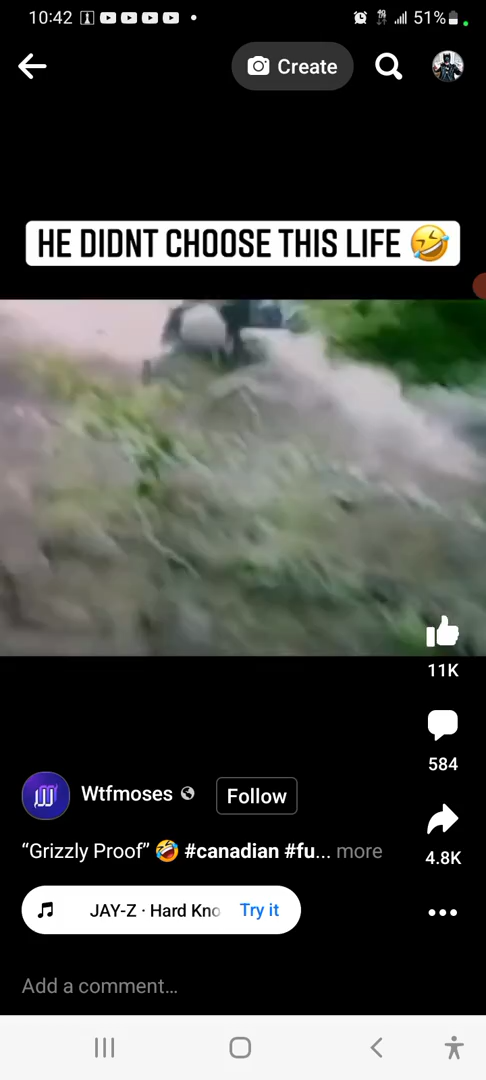 10:42
51%
Create
HE DIDNT CHOOSE THIS LIFE 🤣
11K
584
Wtfmoses
Follow
4.8K
“Grizzly Proof” 🤣 #canadian #fu... more
JAY-Z · Hard Kno
Try it
Add a comment...